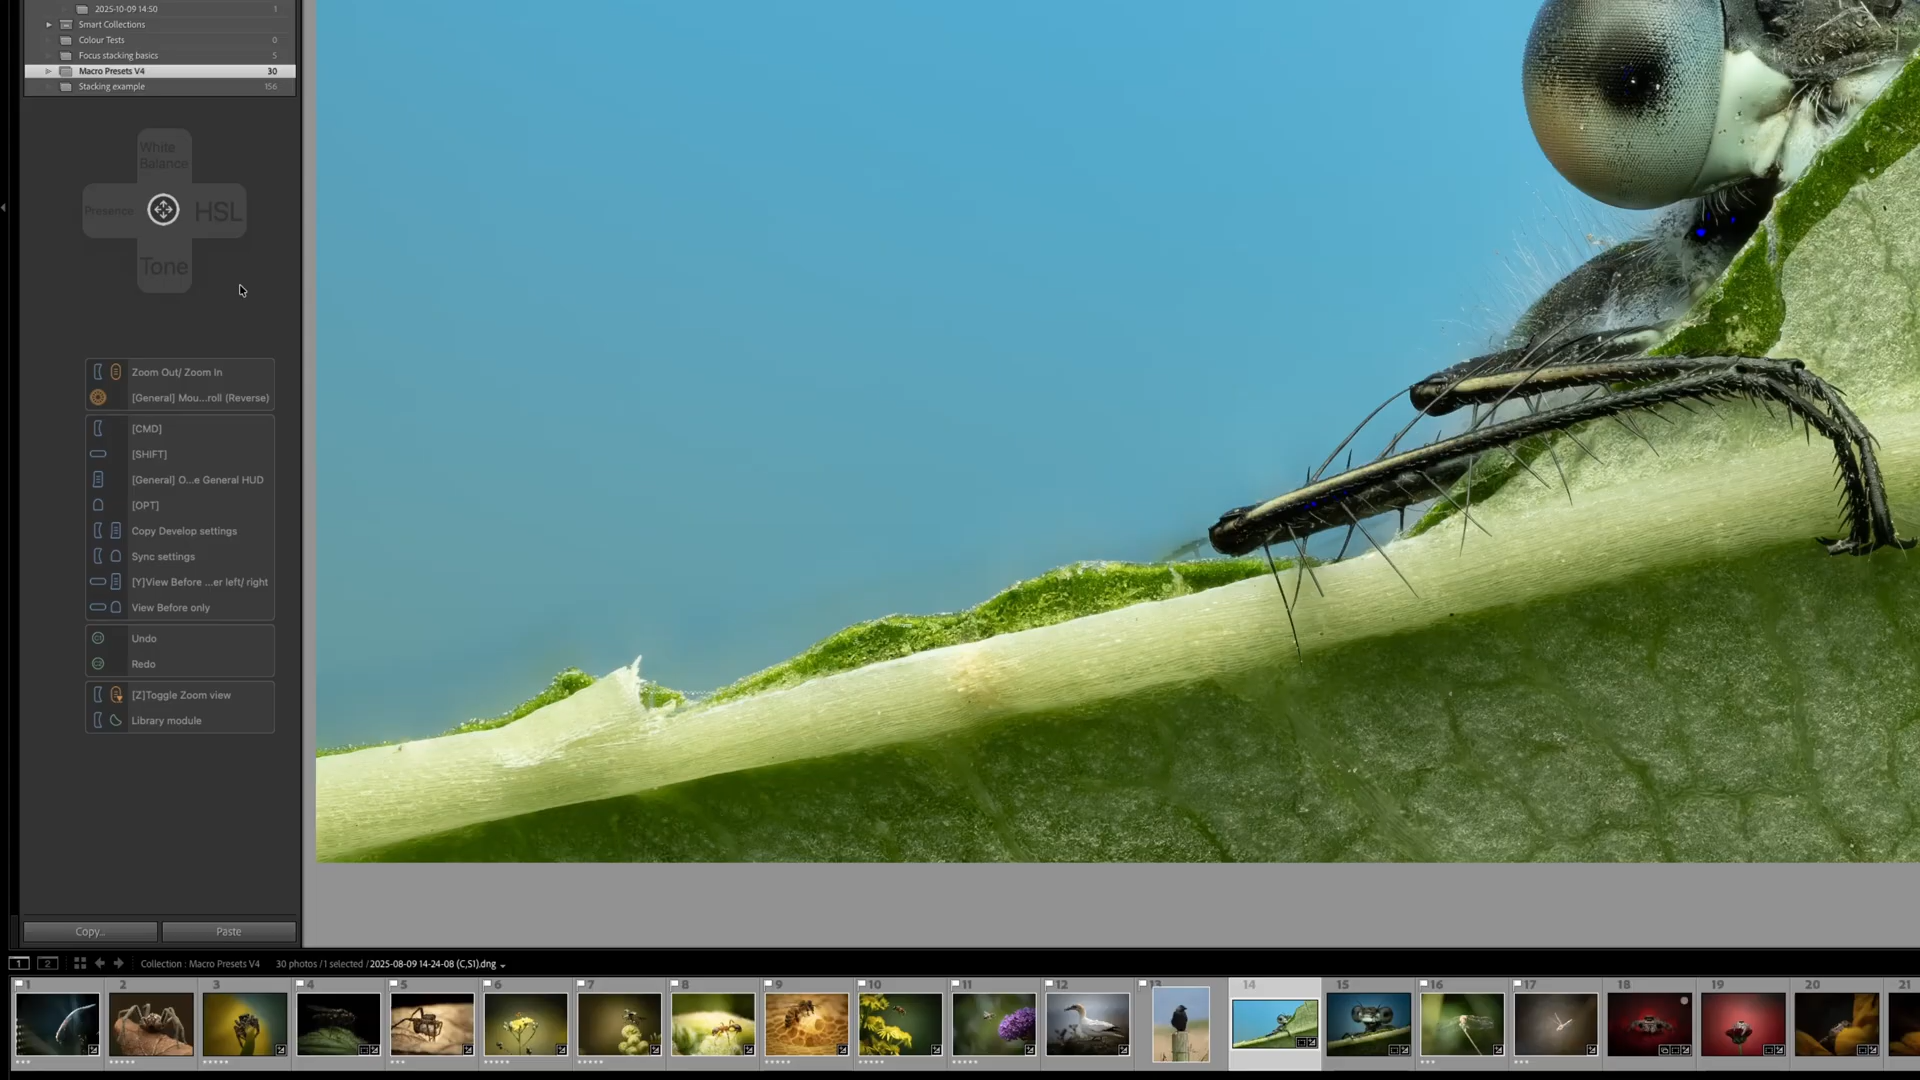 2025-10-09 14:50 1
Smart Collections
Colour Tests 0
Focus stacking basics 5
Macro Presets V4 30
Stacking example 156
White
Balance
Presence HSL
Tone
Zoom Out/ Zoom In
[General] Mou...roll (Reverse)
[CMD]
[SHIFT]
[General] O...e General HUD
[OPT]
Copy Develop settings
Sync settings
[Y]View Before ...er left/ right
View Before only
Undo
Redo
[Z]Toggle Zoom view
Library module
Copy... Paste
1 2 Collection : Macro Presets V4 30 photos / 1 selected / 2025-08-09 14-24-08 (C,S1).dng
1 2 3 4 5 6 7 8 9 10 11 12 13 14 15 16 17 18 19 20 21